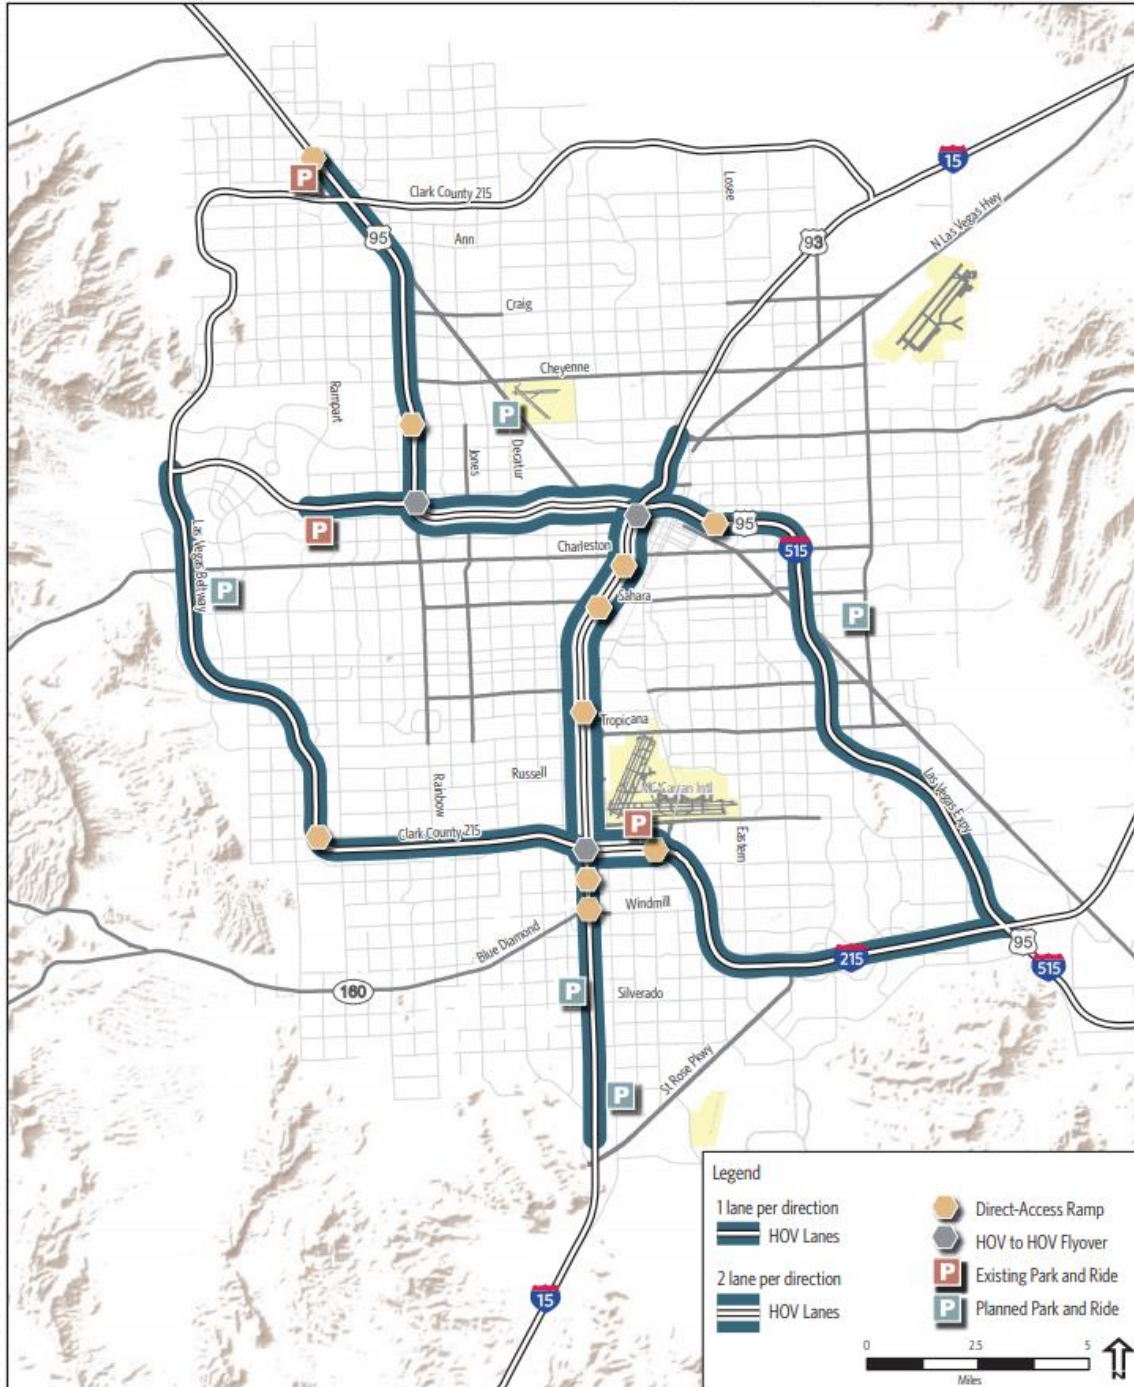 15
Clark County 215
Losee
N Las Vegas Hwy
95
Ann
93
Craig
Cheyenne
Rampart
P
P
Jones
Decatur
P
95
Charleston
515
Las Vegas Beltway
P
Sahara
P
Tropicana
Russell
Rainbow
Mc Carran Intl
P
Las Vegas Expy
Clark County 215
Eastern
Windmill
Blue Diamond
95
215
515
160
P
Silverado
St Rose Pkwy
P
15
Legend
1 lane per direction
HOV Lanes
2 lane per direction
HOV Lanes
Direct-Access Ramp
HOV to HOV Flyover
P Existing Park and Ride
P Planned Park and Ride
0 2.5 5
Miles
N